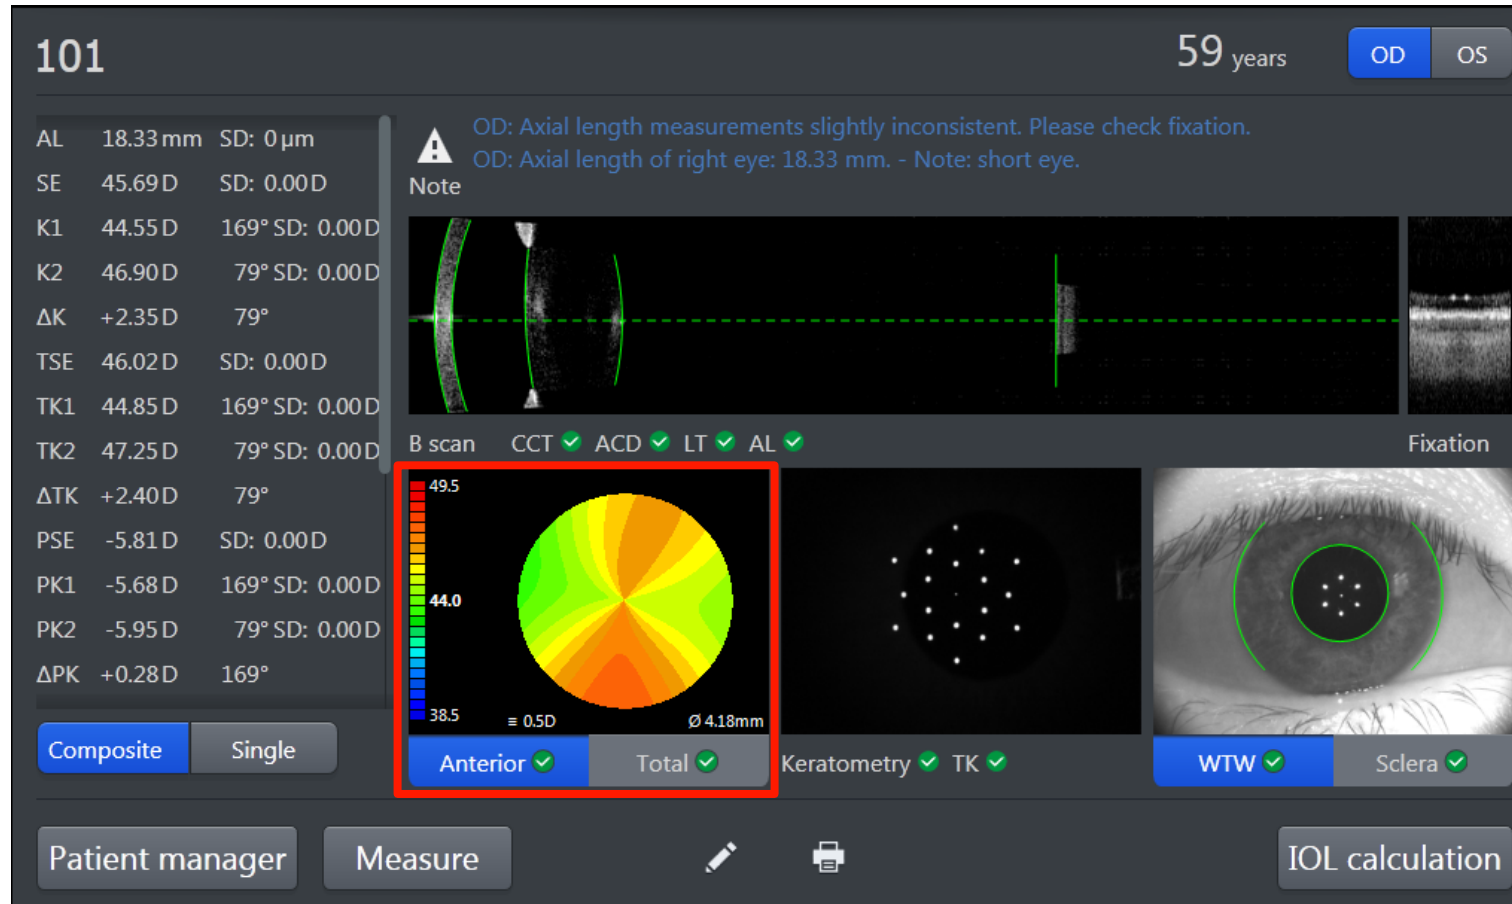 101
59 years
OD OS
AL 18.33 mm SD: 0 µm
SE 45.69 D SD: 0.00 D
K1 44.55 D 169° SD: 0.00 D
K2 46.90 D 79° SD: 0.00 D
ΔK +2.35 D 79°
TSE 46.02 D SD: 0.00 D
TK1 44.85 D 169° SD: 0.00 D
TK2 47.25 D 79° SD: 0.00 D
ΔTK +2.40 D 79°
PSE -5.81 D SD: 0.00 D
PK1 -5.68 D 169° SD: 0.00 D
PK2 -5.95 D 79° SD: 0.00 D
ΔPK +0.28 D 169°
Composite Single
Note
OD: Axial length measurements slightly inconsistent. Please check fixation.
OD: Axial length of right eye: 18.33 mm. - Note: short eye.
B scan CCT ACD LT AL
Fixation
49.5
44.0
38.5
≡ 0.5D Ø 4.18mm
Anterior Total
Keratometry TK
WTW Sclera
Patient manager Measure
IOL calculation